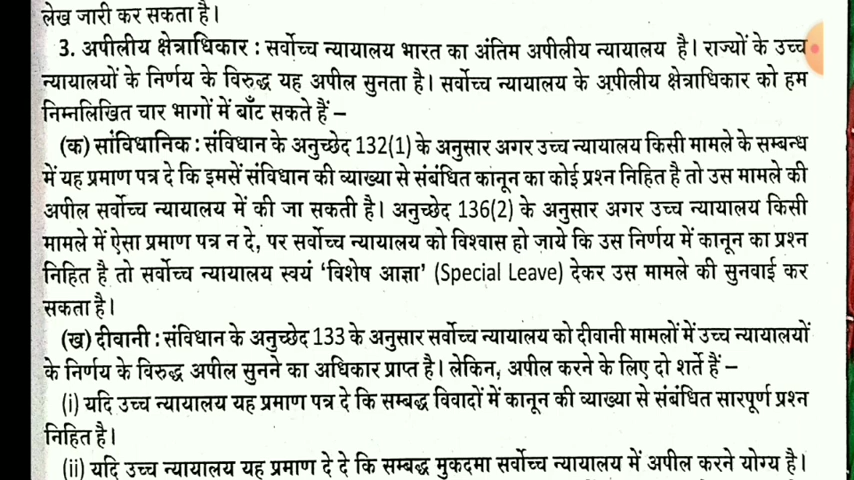 लेख जारी कर सकता है।
3. अपीलीय क्षेत्राधिकार : सर्वोच्च न्यायालय भारत का अंतिम अपीलीय न्यायालय है। राज्यों के उच्च
न्यायालयों के निर्णय के विरुद्ध यह अपील सुनता है। सर्वोच्च न्यायालय के अपीलीय क्षेत्राधिकार को हम
निम्नलिखित चार भागों में बाँट सकते हैं –
(क) सांविधानिक : संविधान के अनुच्छेद 132(1) के अनुसार अगर उच्च न्यायालय किसी मामले के सम्बन्ध
में यह प्रमाण पत्र दे कि इमसें संविधान की व्याख्या से संबंधित कानून का कोई प्रश्न निहित है तो उस मामले की
अपील सर्वोच्च न्यायालय में की जा सकती है। अनुच्छेद 136(2) के अनुसार अगर उच्च न्यायालय किसी
मामले में ऐसा प्रमाण पत्र न दे, पर सर्वोच्च न्यायालय को विश्वास हो जाये कि उस निर्णय में कानून का प्रश्न
निहित है तो सर्वोच्च न्यायालय स्वयं ‘विशेष आज्ञा’ (Special Leave) देकर उस मामले की सुनवाई कर
सकता है।
(ख) दीवानी : संविधान के अनुच्छेद 133 के अनुसार सर्वोच्च न्यायालय को दीवानी मामलों में उच्च न्यायालयों
के निर्णय के विरुद्ध अपील सुनने का अधिकार प्राप्त है। लेकिन, अपील करने के लिए दो शर्ते हैं –
(i) यदि उच्च न्यायालय यह प्रमाण पत्र दे कि सम्बद्ध विवादों में कानून की व्याख्या से संबंधित सारपूर्ण प्रश्न
निहित है।
(ii) यदि उच्च न्यायालय यह प्रमाण दे दे कि सम्बद्ध मुकदमा सर्वोच्च न्यायालय में अपील करने योग्य है।